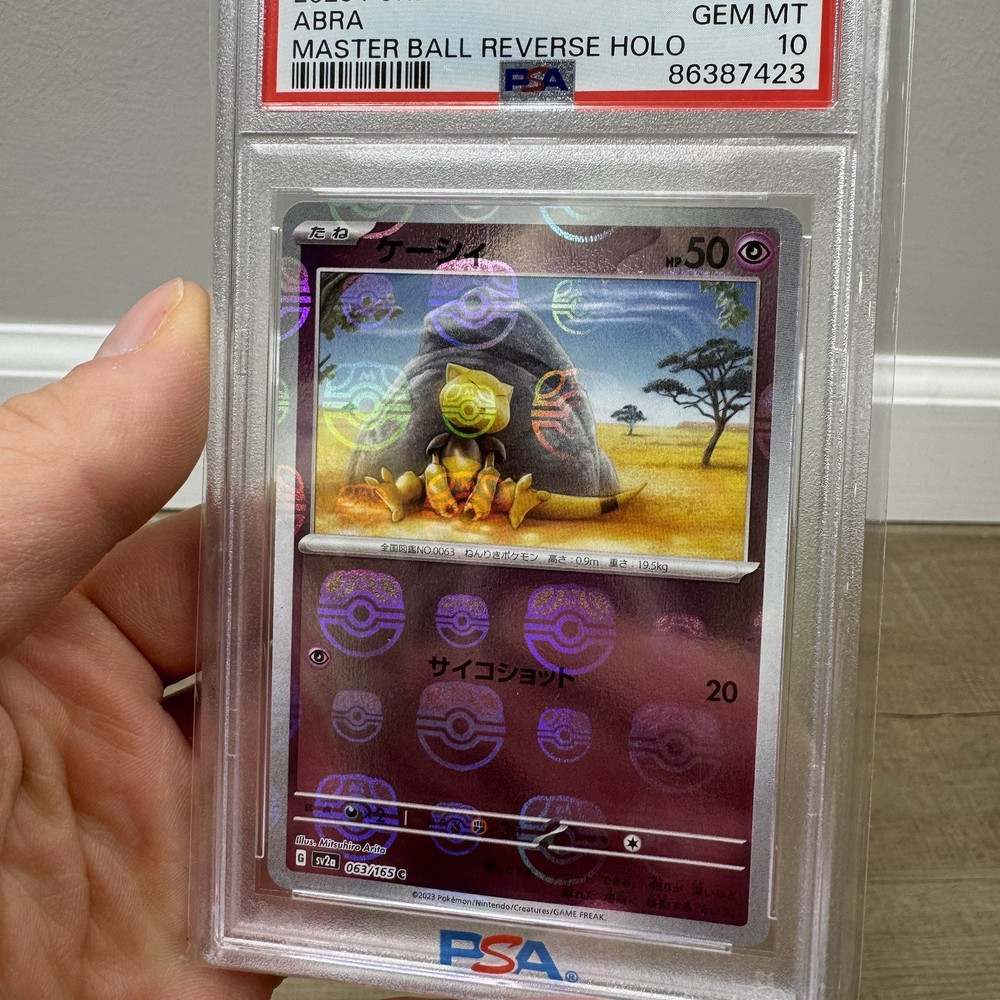 ABRA
GEM MT
MASTER BALL REVERSE HOLO
10
PSA
86387423
たね
ケーシィ
HP 50
全国図鑑NO.0063 ねんりきポケモン 高さ:0.9m 重さ:19.5kg
サイコショット
20
Illus. Mitsuhiro Arita
G sv2a 063/165 C
©2023 Pokémon/Nintendo/Creatures/GAME FREAK.
PSA®